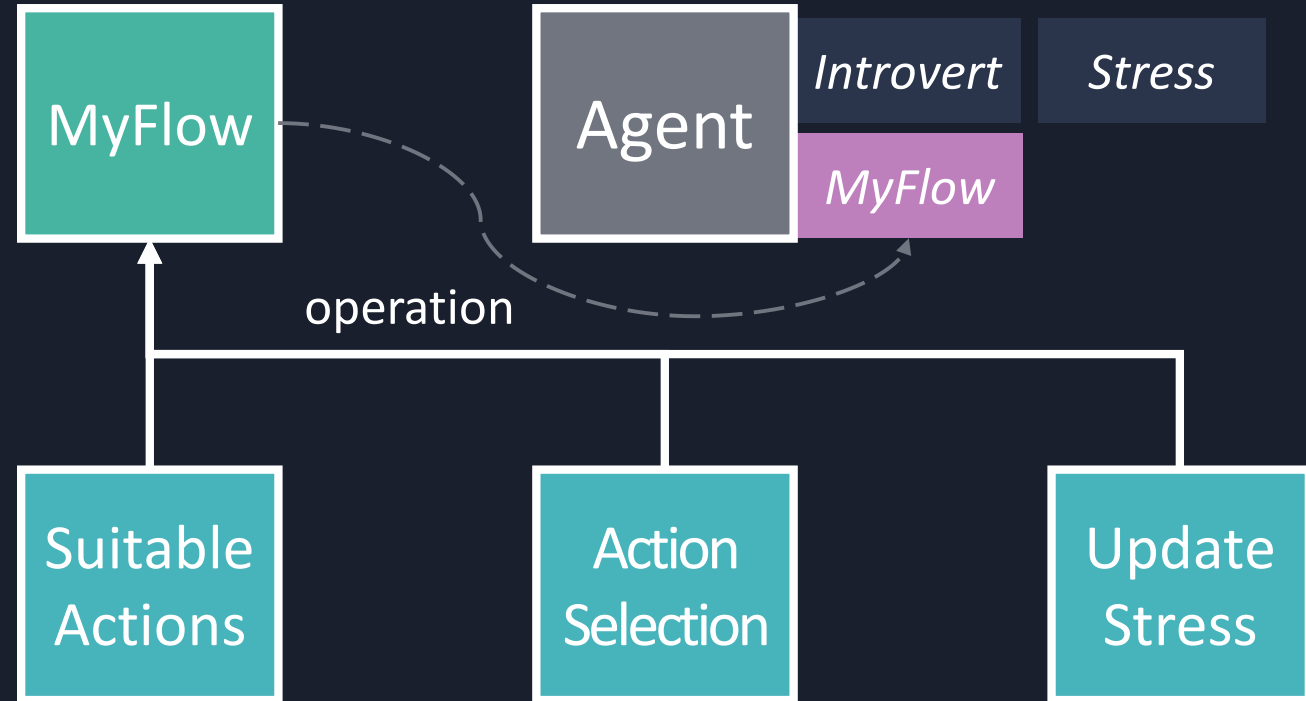 MyFlow
Agent
Introvert
Stress
MyFlow
operation
Suitable
Actions
Action
Selection
Update
Stress